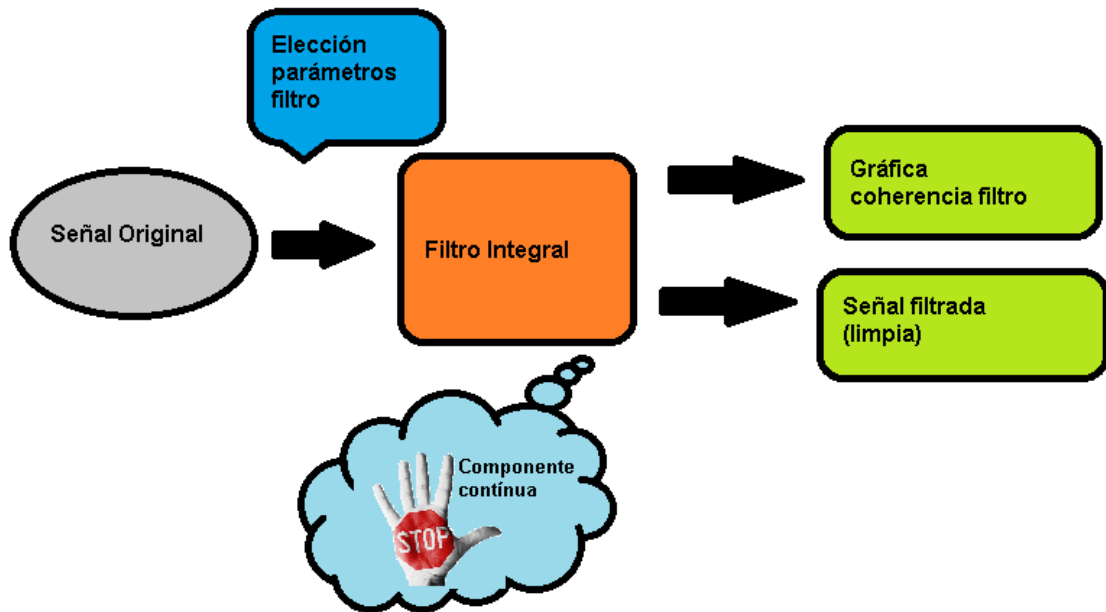 Elección
parámetros
filtro
Señal Original
Filtro Integral
Gráfica
coherencia filtro
Señal filtrada
(limpia)
Componente
contínua
STOP